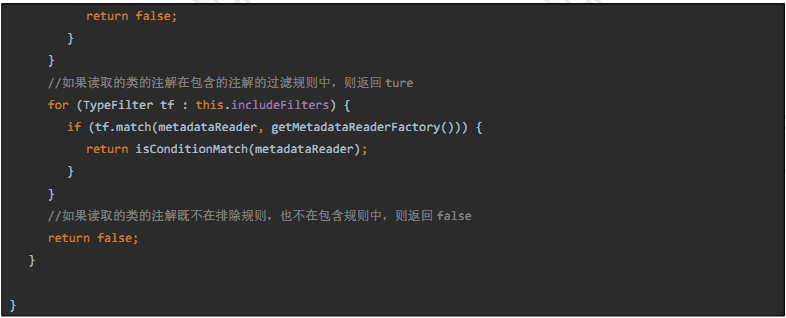 return false;
}
}
//如果读取的类的注解在包含的注解的过滤规则中，则返回 ture
for (TypeFilter tf : this.includeFilters) {
if (tf.match(metadataReader, getMetadataReaderFactory())) {
return isConditionMatch(metadataReader);
}
}
//如果读取的类的注解既不在排除规则，也不在包含规则中，则返回 false
return false;
}
}